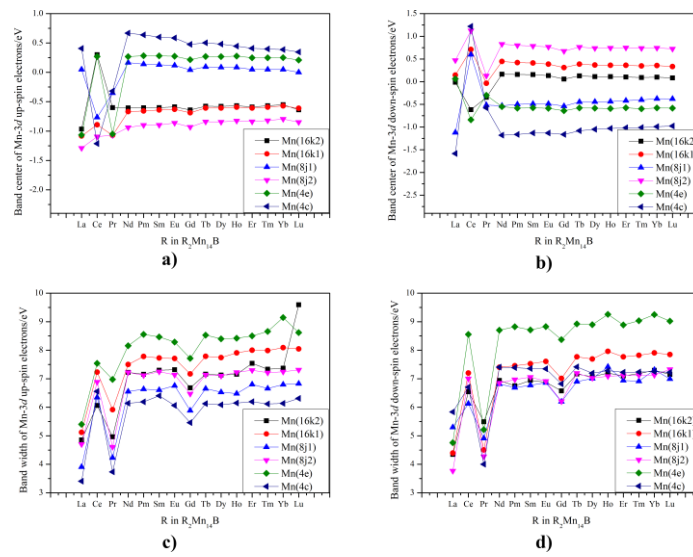 Band center of Mn-3d up-spin electrons/eV
1.0
0.5
0.0
-0.5
-1.0
-1.5
-2.0
Mn(16k2)
Mn(16k1)
Mn(8j1)
Mn(8j2)
Mn(4e)
Mn(4c)
La Ce Pr Nd Pm Sm Eu Gd Tb Dy Ho Er Tm Yb Lu
R in R₂Mn₁₄B
a)
Band center of Mn-3d down-spin electrons/eV
1.5
1.0
0.5
0.0
-0.5
-1.0
-1.5
-2.0
-2.5
Mn(16k2)
Mn(16k1)
Mn(8j1)
Mn(8j2)
Mn(4e)
Mn(4c)
La Ce Pr Nd Pm Sm Eu Gd Tb Dy Ho Er Tm Yb Lu
R in R₂Mn₁₄B
b)
Band width of Mn-3d up-spin electrons/eV
10
9
8
7
6
5
4
3
Mn(16k2)
Mn(16k1)
Mn(8j1)
Mn(8j2)
Mn(4e)
Mn(4c)
La Ce Pr Nd Pm Sm Eu Gd Tb Dy Ho Er Tm Yb Lu
R in R₂Mn₁₄B
c)
Band width of Mn-3d down-spin electrons/eV
10
9
8
7
6
5
4
3
Mn(16k2)
Mn(16k1)
Mn(8j1)
Mn(8j2)
Mn(4e)
Mn(4c)
La Ce Pr Nd Pm Sm Eu Gd Tb Dy Ho Er Tm Yb Lu
R in R₂Mn₁₄B
d)